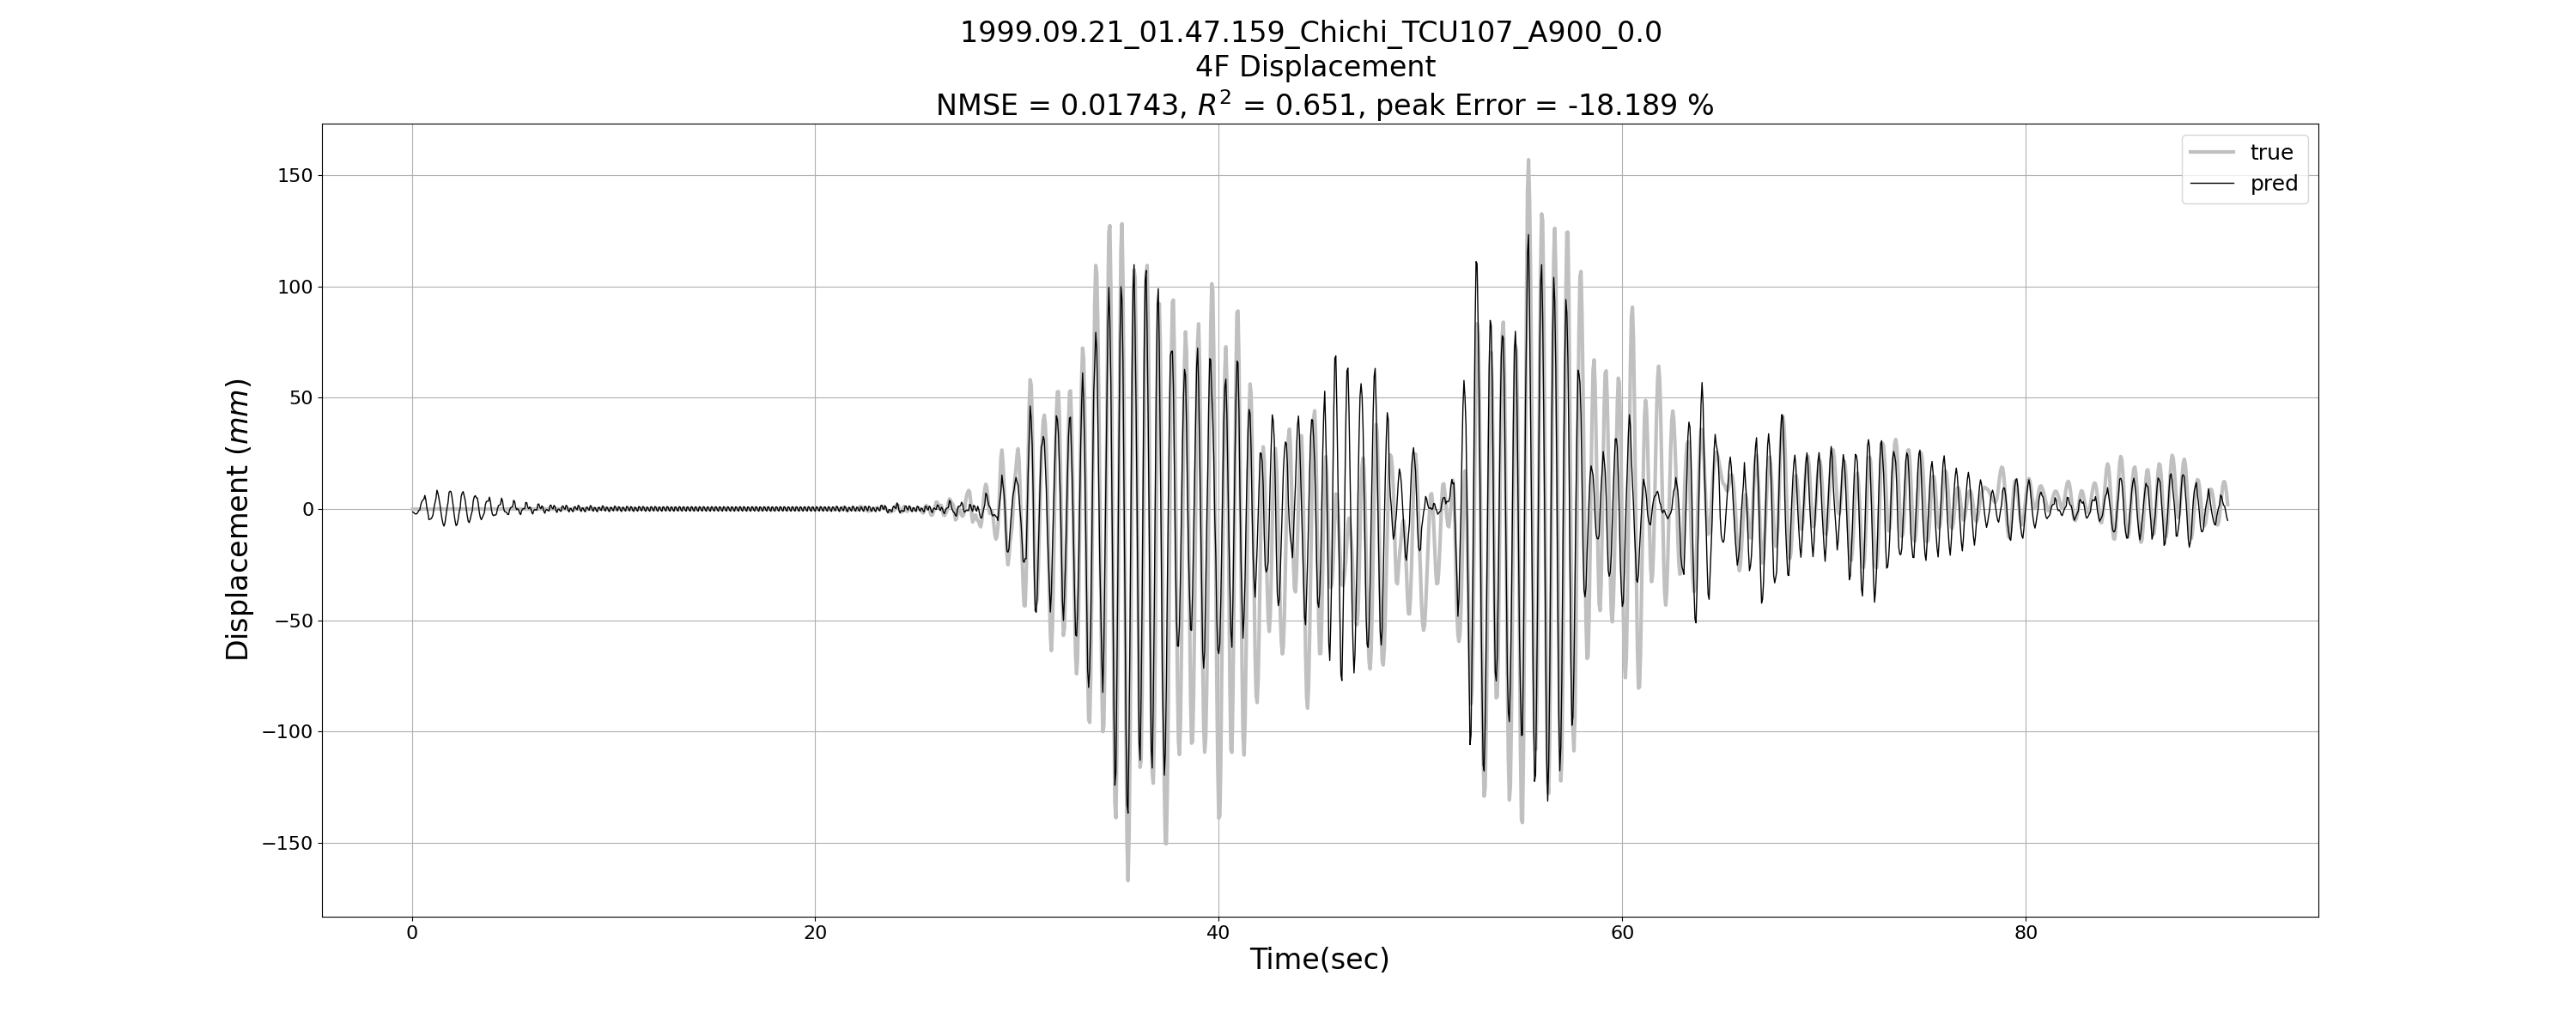 1999.09.21_01.47.159_Chichi_TCU107_A900_0.0
4F Displacement
NMSE = 0.01743, R² = 0.651, peak Error = -18.189 %
true
pred
150
100
50
0
−50
−100
−150
Displacement (mm)
0 20 40 60 80
Time(sec)